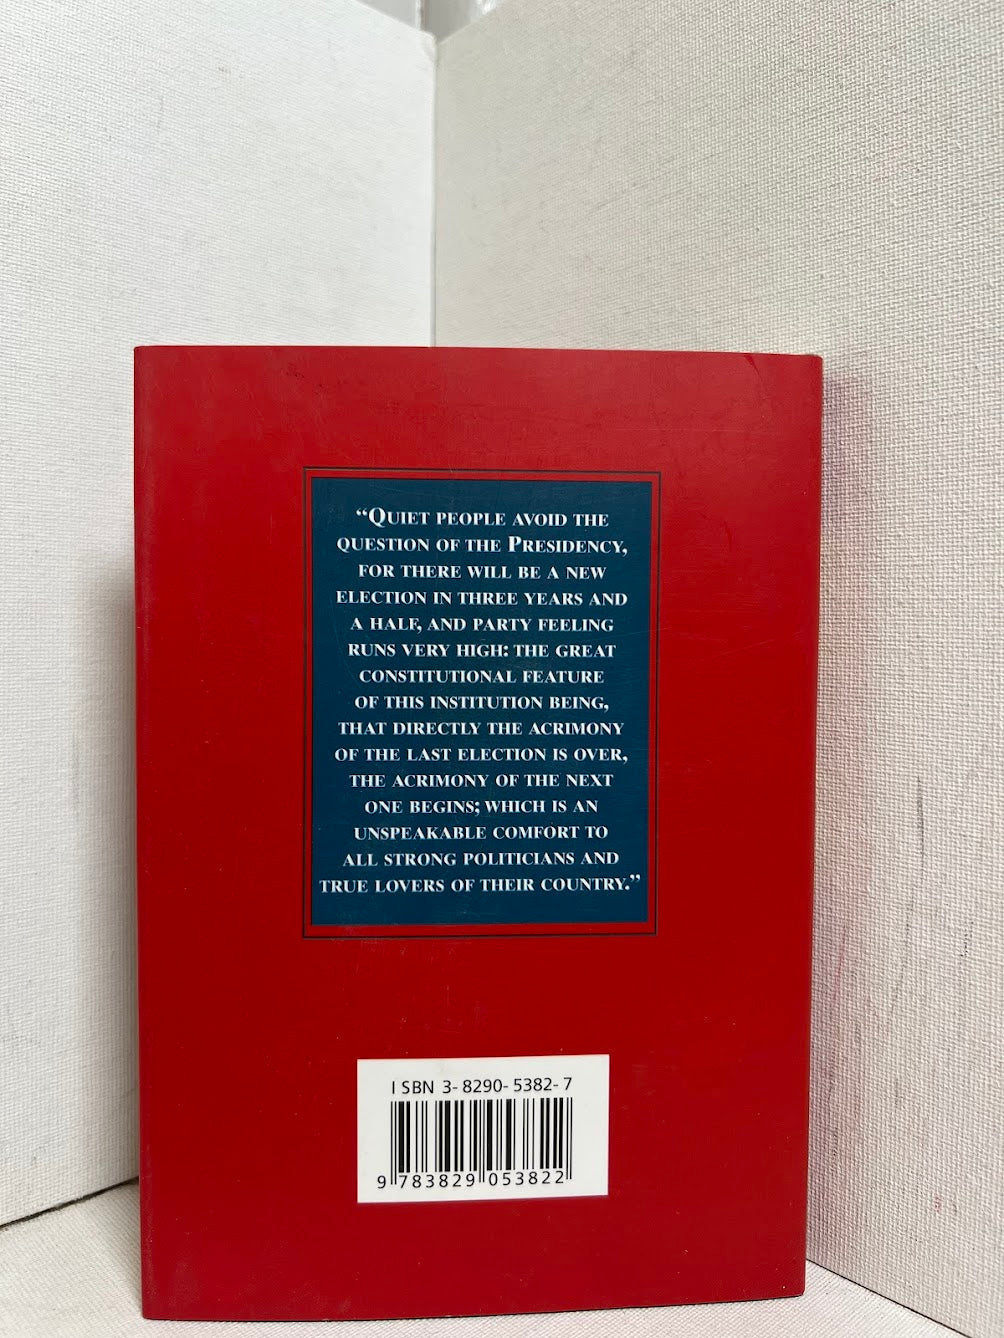 “QUIET PEOPLE AVOID THE
QUESTION OF THE PRESIDENCY,
FOR THERE WILL BE A NEW
ELECTION IN THREE YEARS AND
A HALF, AND PARTY FEELING
RUNS VERY HIGH: THE GREAT
CONSTITUTIONAL FEATURE
OF THIS INSTITUTION BEING,
THAT DIRECTLY THE ACRIMONY
OF THE LAST ELECTION IS OVER,
THE ACRIMONY OF THE NEXT
ONE BEGINS; WHICH IS AN
UNSPEAKABLE COMFORT TO
ALL STRONG POLITICIANS AND
TRUE LOVERS OF THEIR COUNTRY.”
ISBN 3-8290-5382-7
9 783829 053822